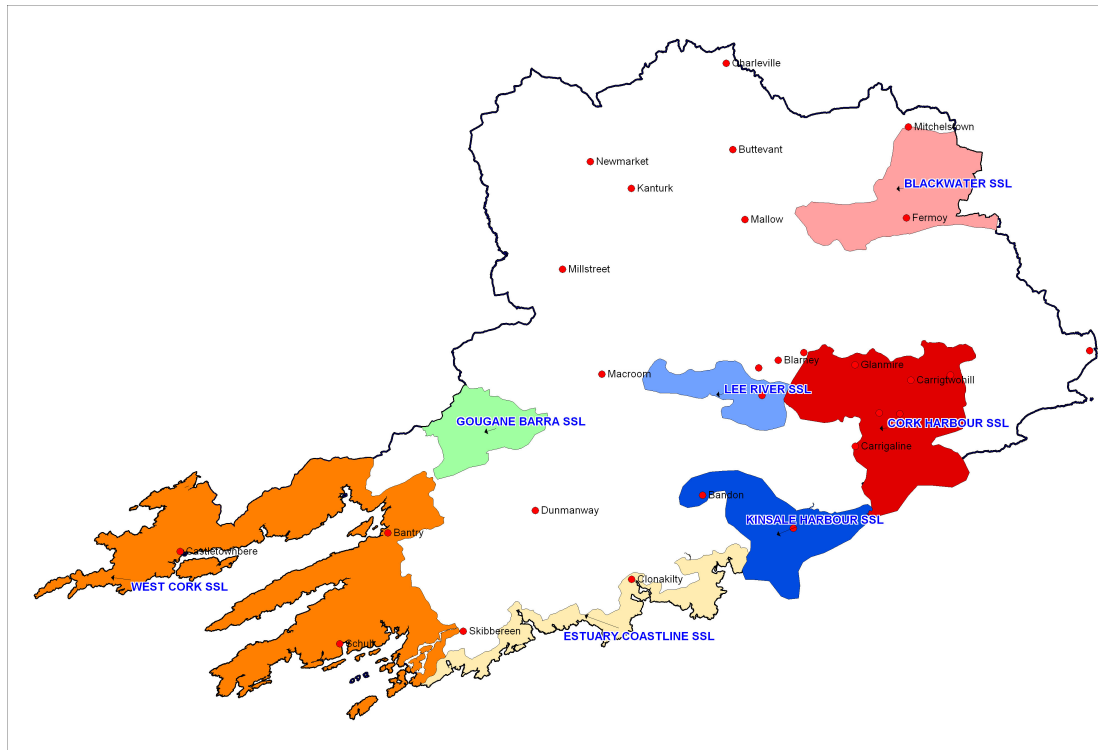 Charleville
Mitchelstown
Buttevant
Newmarket
BLACKWATER SSL
Kanturk
Fermoy
Mallow
Millstreet
Blarney
Glanmire
Macroom
Carrigtwohill
LEE RIVER SSL
GOUGANE BARRA SSL
CORK HARBOUR SSL
Carrigaline
Bandon
Dunmanway
KINSALE HARBOUR SSL
Bantry
Castletownbere
Clonakilty
WEST CORK SSL
Skibbereen
ESTUARY COASTLINE SSL
Schull